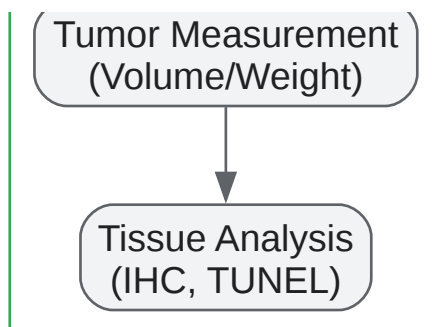 Tumor Measurement
(Volume/Weight)
Tissue Analysis
(IHC, TUNEL)